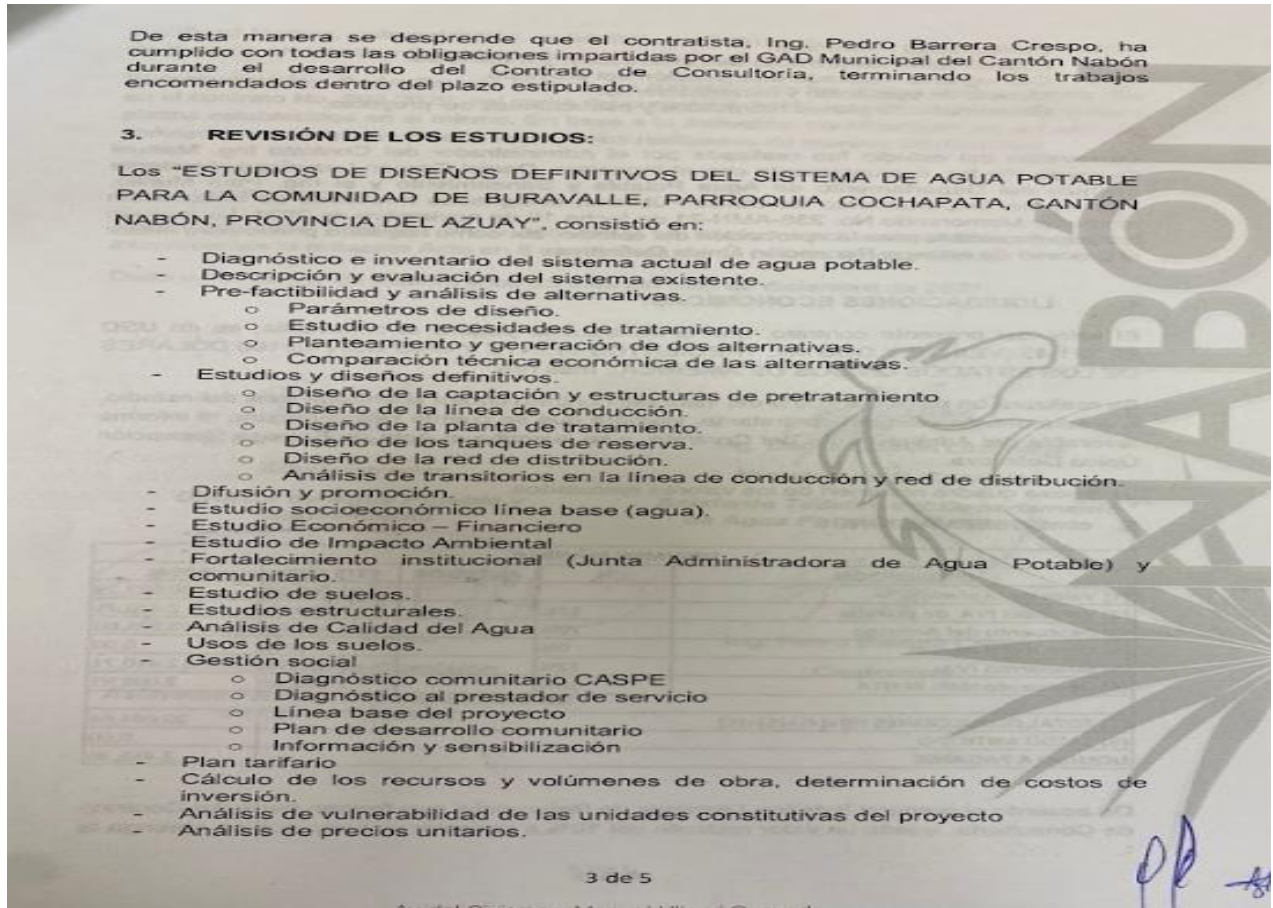 De esta manera se desprende que el contratista, Ing. Pedro Barrera Crespo, ha
cumplido con todas las obligaciones impartidas por el GAD Municipal del Cantón Nabón
durante el desarrollo del Contrato de Consultoría, terminando los trabajos
encomendados dentro del plazo estipulado.
3. REVISIÓN DE LOS ESTUDIOS:
Los "ESTUDIOS DE DISEÑOS DEFINITIVOS DEL SISTEMA DE AGUA POTABLE
PARA LA COMUNIDAD DE BURAVALLE, PARROQUIA COCHAPATA, CANTÓN
NABÓN, PROVINCIA DEL AZUAY", consistió en:
- Diagnóstico e inventario del sistema actual de agua potable.
- Descripción y evaluación del sistema existente.
- Pre-factibilidad y análisis de alternativas.
○ Parámetros de diseño.
○ Estudio de necesidades de tratamiento.
○ Planteamiento y generación de dos alternativas.
○ Comparación técnica económica de las alternativas.
- Estudios y diseños definitivos.
○ Diseño de la captación y estructuras de pretratamiento
○ Diseño de la línea de conducción.
○ Diseño de la planta de tratamiento.
○ Diseño de los tanques de reserva.
○ Diseño de la red de distribución.
○ Análisis de transitorios en la línea de conducción y red de distribución.
- Difusión y promoción.
- Estudio socioeconómico línea base (agua).
- Estudio Económico – Financiero
- Estudio de Impacto Ambiental
- Fortalecimiento institucional (Junta Administradora de Agua Potable) y
comunitario.
- Estudio de suelos.
- Estudios estructurales.
- Análisis de Calidad del Agua
- Usos de los suelos.
- Gestión social
○ Diagnóstico comunitario CASPE
○ Diagnóstico al prestador de servicio
○ Línea base del proyecto
○ Plan de desarrollo comunitario
○ Información y sensibilización
- Plan tarifario
- Cálculo de los recursos y volúmenes de obra, determinación de costos de
inversión.
- Análisis de vulnerabilidad de las unidades constitutivas del proyecto
- Análisis de precios unitarios.
3 de 5
NABÓN